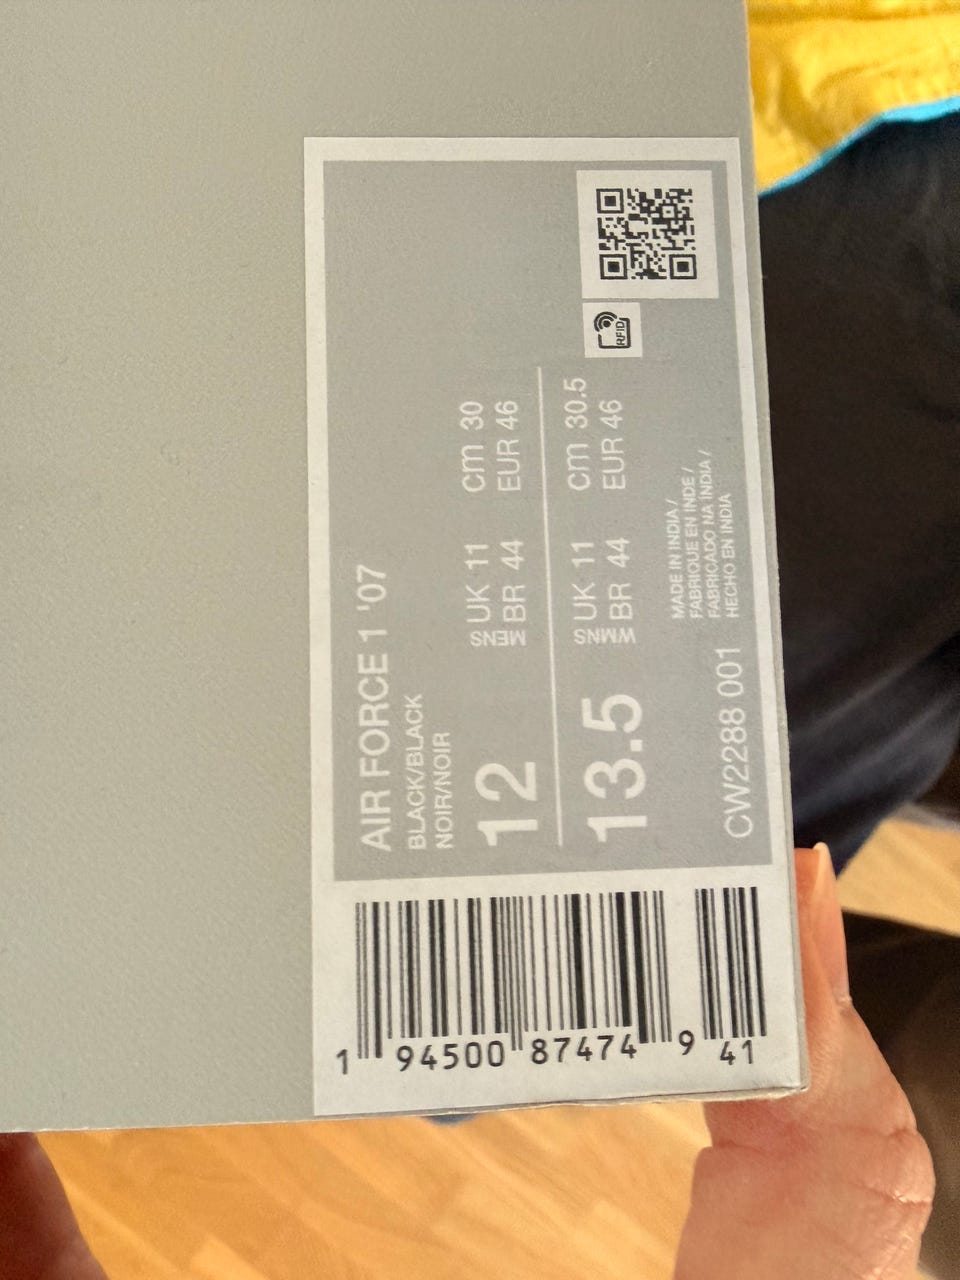 AIR FORCE 1 '07
BLACK/BLACK
NOIR/NOIR
12 MENS UK 11 cm 30
BR 44 EUR 46
13.5 WMNS UK 11 cm 30.5
BR 44 EUR 46
RFID
CW2288 001
MADE IN INDIA /
FABRIQUE EN INDE /
FABRICADO NA ÍNDIA /
HECHO EN INDIA
1 94500 87474 9 41